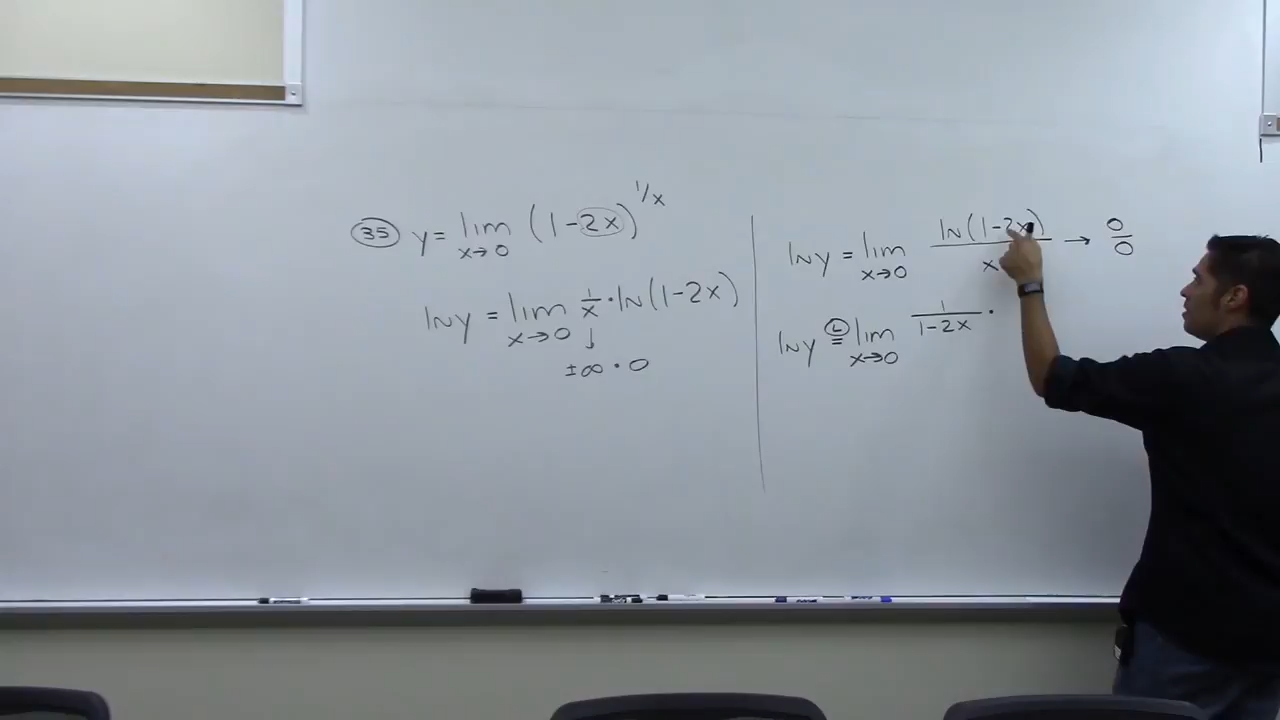 35 y = lim x→0 (1-2x)^1/x
ln y = lim x→0 1/x · ln(1-2x)
↓
±∞ · 0
ln y = lim x→0 ln(1-2x)/x → 0/0
ln y L= lim x→0 1/(1-2x) ·